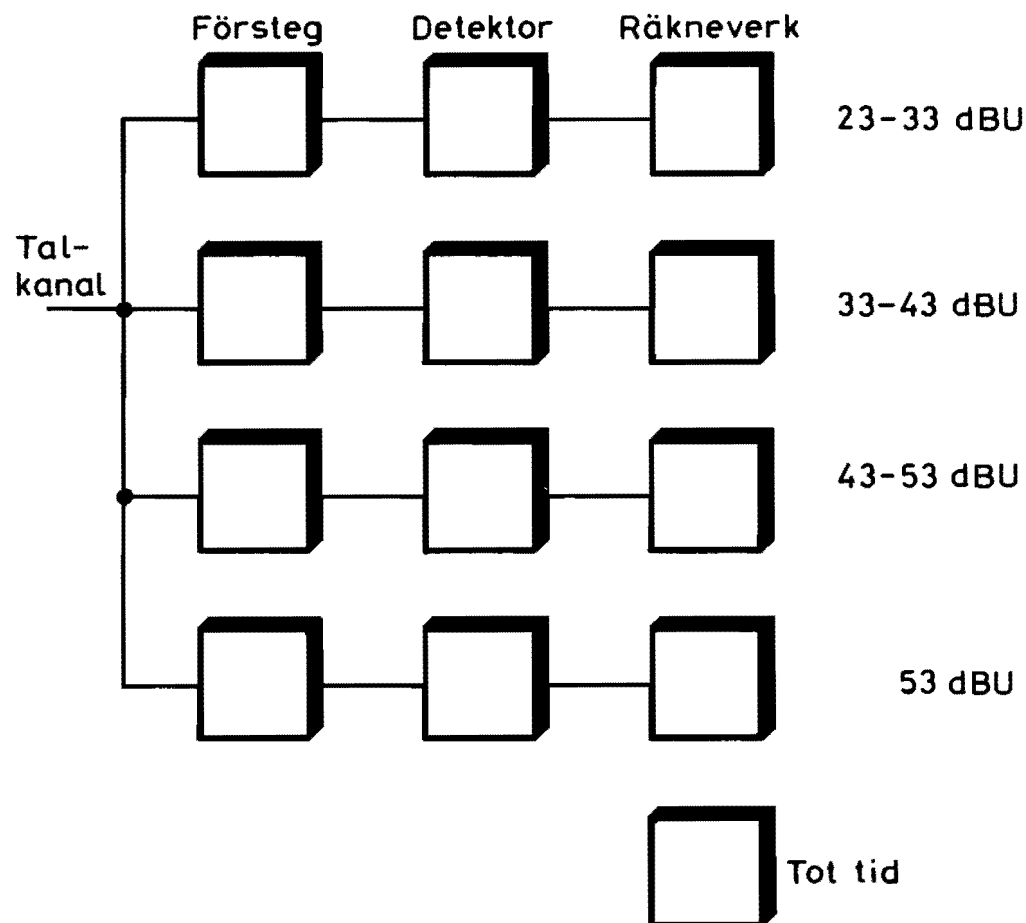 Försteg Detektor Räkneverk
23-33 dBU
Tal-
kanal
33-43 dBU
43-53 dBU
53 dBU
Tot tid